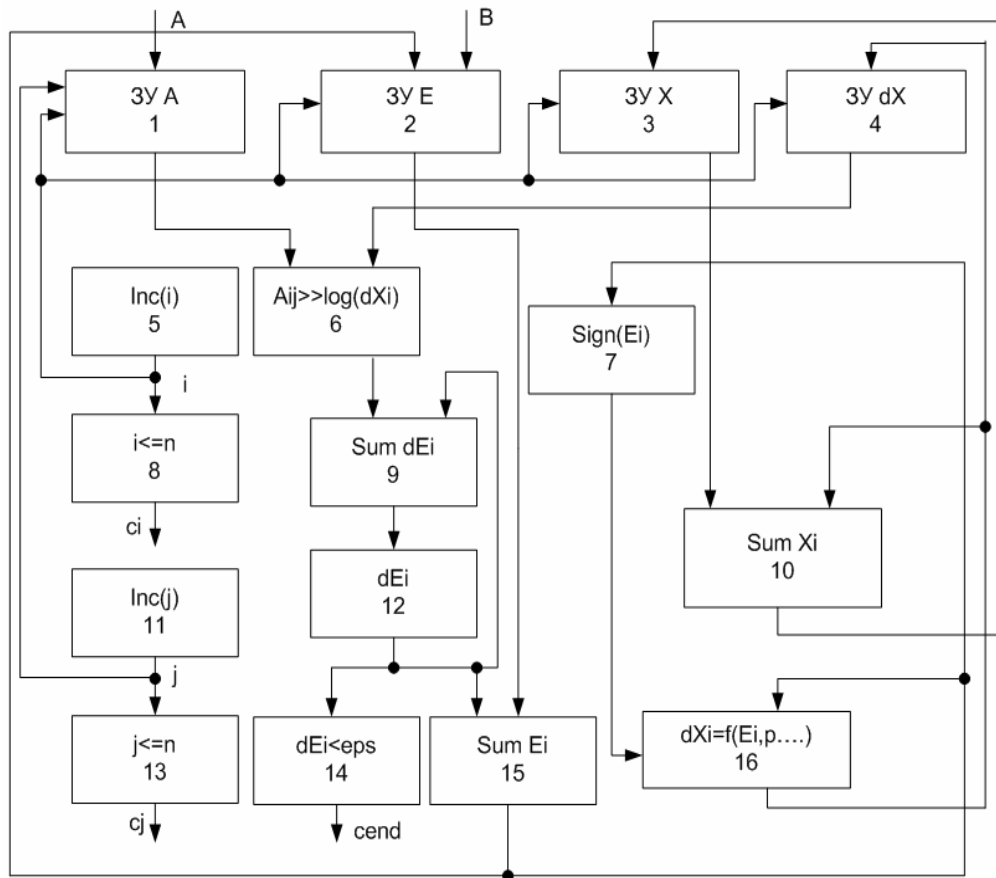 A
B
ЗУ A
1
ЗУ E
2
ЗУ X
3
ЗУ dX
4
Inc(i)
5
Aij>>log(dXi)
6
Sign(Ei)
7
i
i<=n
8
Sum dEi
9
ci
Sum Xi
10
Inc(j)
11
dEi
12
j
j<=n
13
dEi<eps
14
Sum Ei
15
dXi=f(Ei,p....)
16
cj
cend